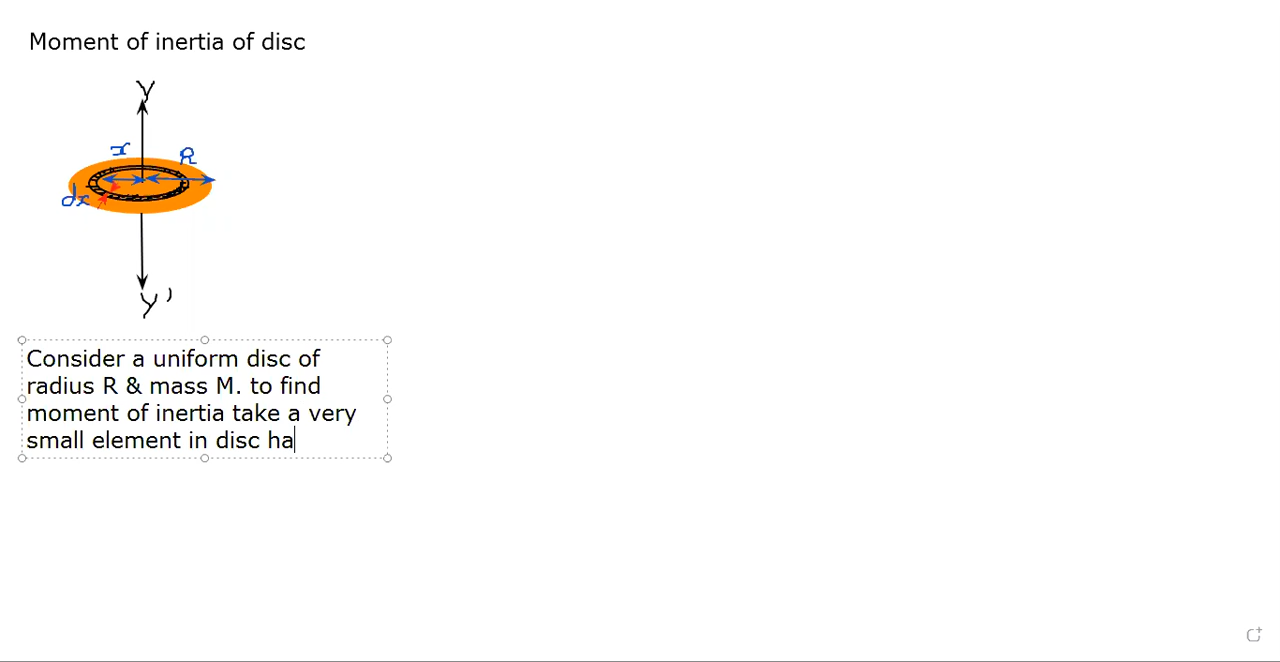 Moment of inertia of disc
Y
x
R
dx
Y'
Consider a uniform disc of
radius R & mass M. to find
moment of inertia take a very
small element in disc ha